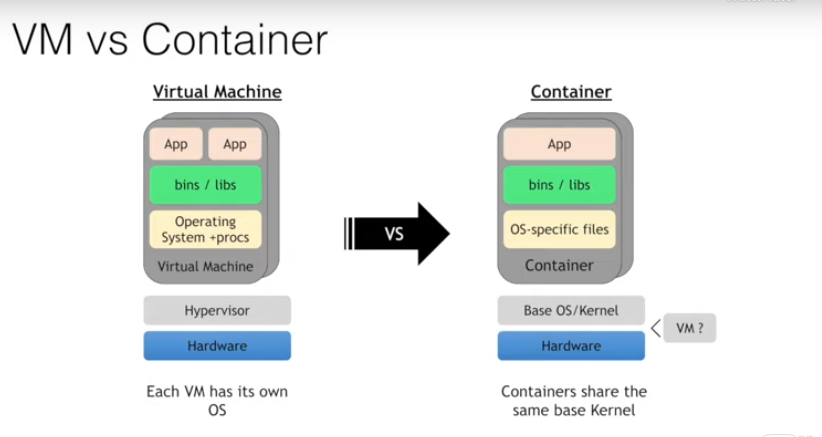 VM vs Container
Virtual Machine
App
App
bins / libs
Operating
System +procs
Virtual Machine
Hypervisor
Hardware
Each VM has its own
OS
VS
Container
App
bins / libs
OS-specific files
Container
Base OS/Kernel
Hardware
VM ?
Containers share the
same base Kernel